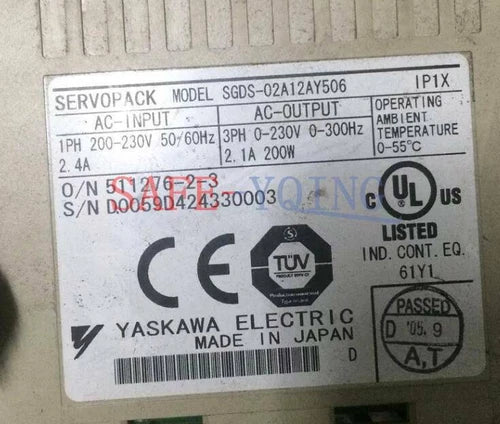 SERVOPACK MODEL SGDS-02A12AY506 IP1X
AC-INPUT
1PH 200-230V 50/60Hz
2.4A
AC-OUTPUT
3PH 0-230V 0-300Hz
2.1A 200W
OPERATING
AMBIENT
TEMPERATURE
0-55°C
O/N 511276-2-3
S/N D0059D424330003
SAFE-YQING
C UL US
LISTED
IND. CONT. EQ.
61Y1
CE
TÜV
YASKAWA ELECTRIC
MADE IN JAPAN
D
PASSED
D '05. 9
A,T